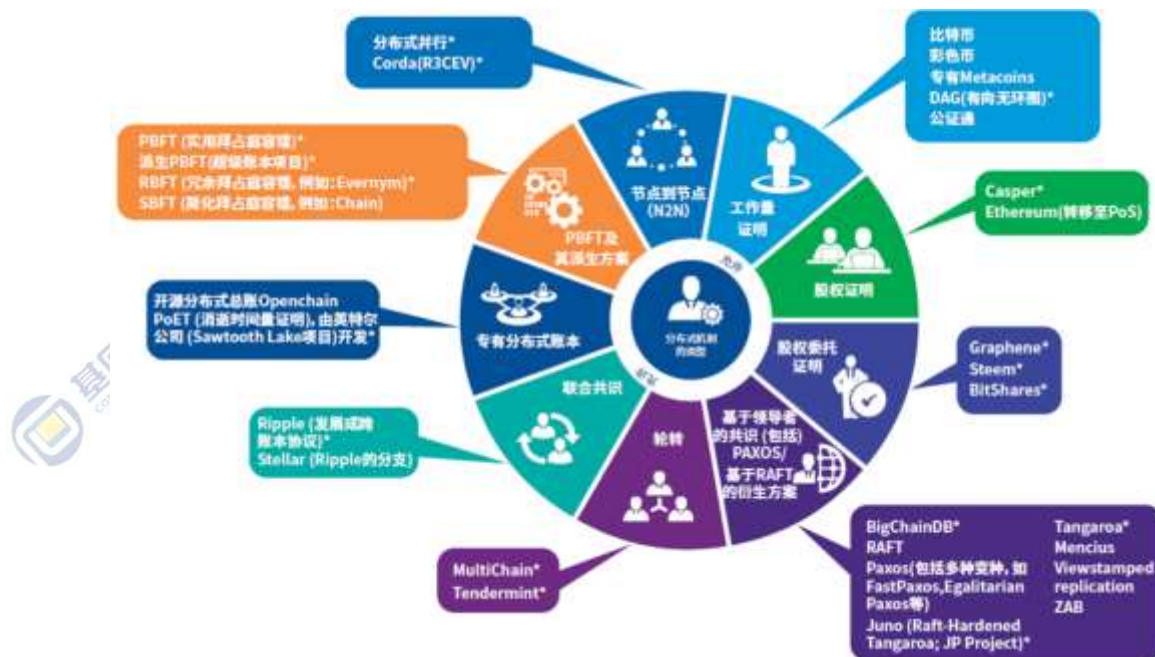 分布式并行*
Corda(R3CEV)*
比特币
彩色币
专有Metacoins
DAG(有向无环图)*
公证通
PBFT (实用拜占庭容错)*
派生PBFT(超级账本项目)*
RBFT (冗余拜占庭容错, 例如:Evernym)*
SBFT (简化拜占庭容错, 例如:Chain)
Casper*
Ethereum(转移至PoS)
开源分布式总账Openchain
PoET (消逝时间量证明), 由英特尔
公司 (Sawtooth Lake项目)开发*
Graphene*
Steem*
BitShares*
Ripple (发展成跨
账本协议)*
Stellar (Ripple的分支)
MultiChain*
Tendermint*
BigChainDB*
RAFT
Paxos(包括多种变种, 如
FastPaxos,Egalitarian
Paxos等)
Juno (Raft-Hardened
Tangaroa; JP Project)*
Tangaroa*
Mencius
Viewstamped
replication
ZAB
节点到节点
(N2N)
工作量
证明
股权证明
股权委托
证明
基于领导者
的共识 (包括)
PAXOS/
基于RAFT
的衍生方案
轮转
联合共识
专有分布式账本
PBFT及
其派生方案
允许
分布式机制
的类型